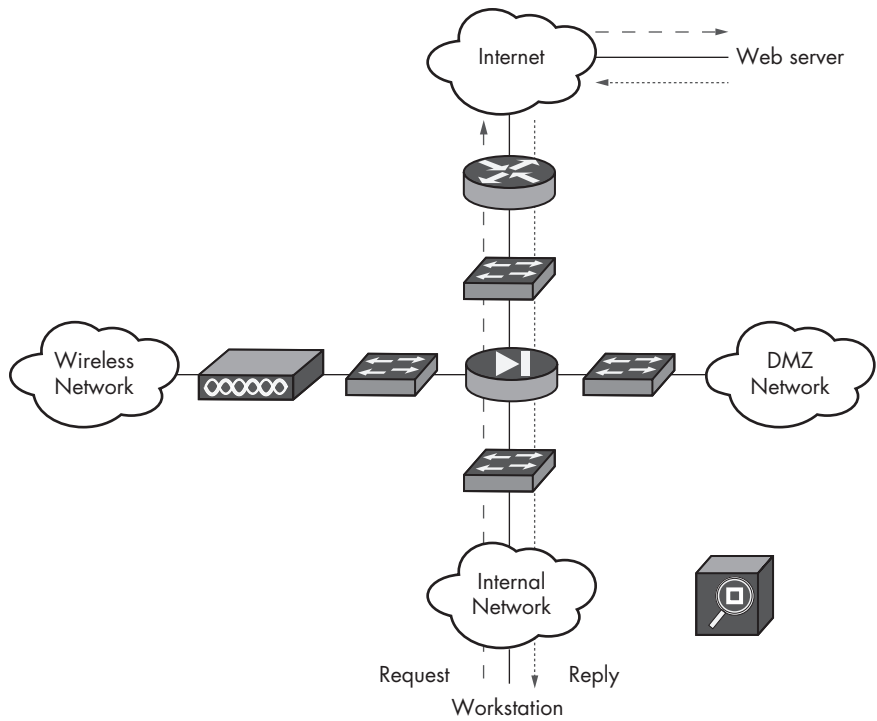 Internet
Web server
Wireless
Network
DMZ
Network
Internal
Network
Request
Reply
Workstation